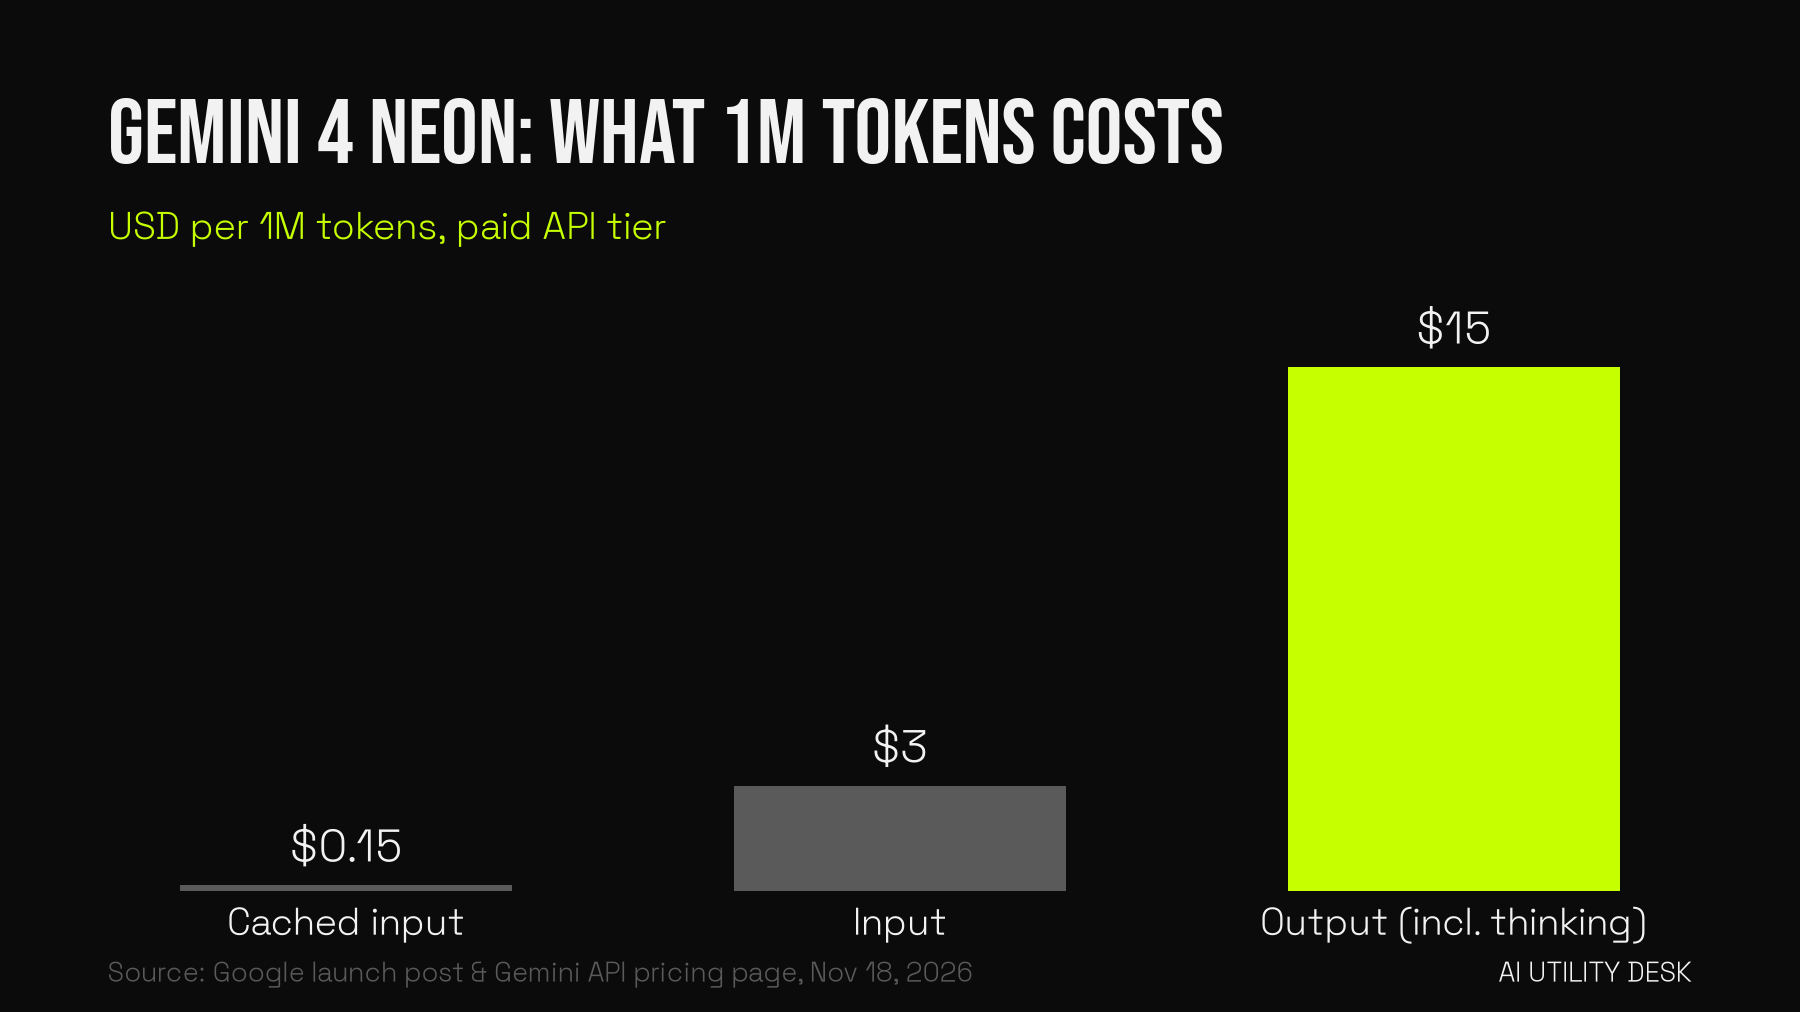 GEMINI 4 NEON: WHAT 1M TOKENS COSTS
USD per 1M tokens, paid API tier
$15
$3
$0.15
Cached input
Input
Output (incl. thinking)
Source: Google launch post & Gemini API pricing page, Nov 18, 2026
AI UTILITY DESK